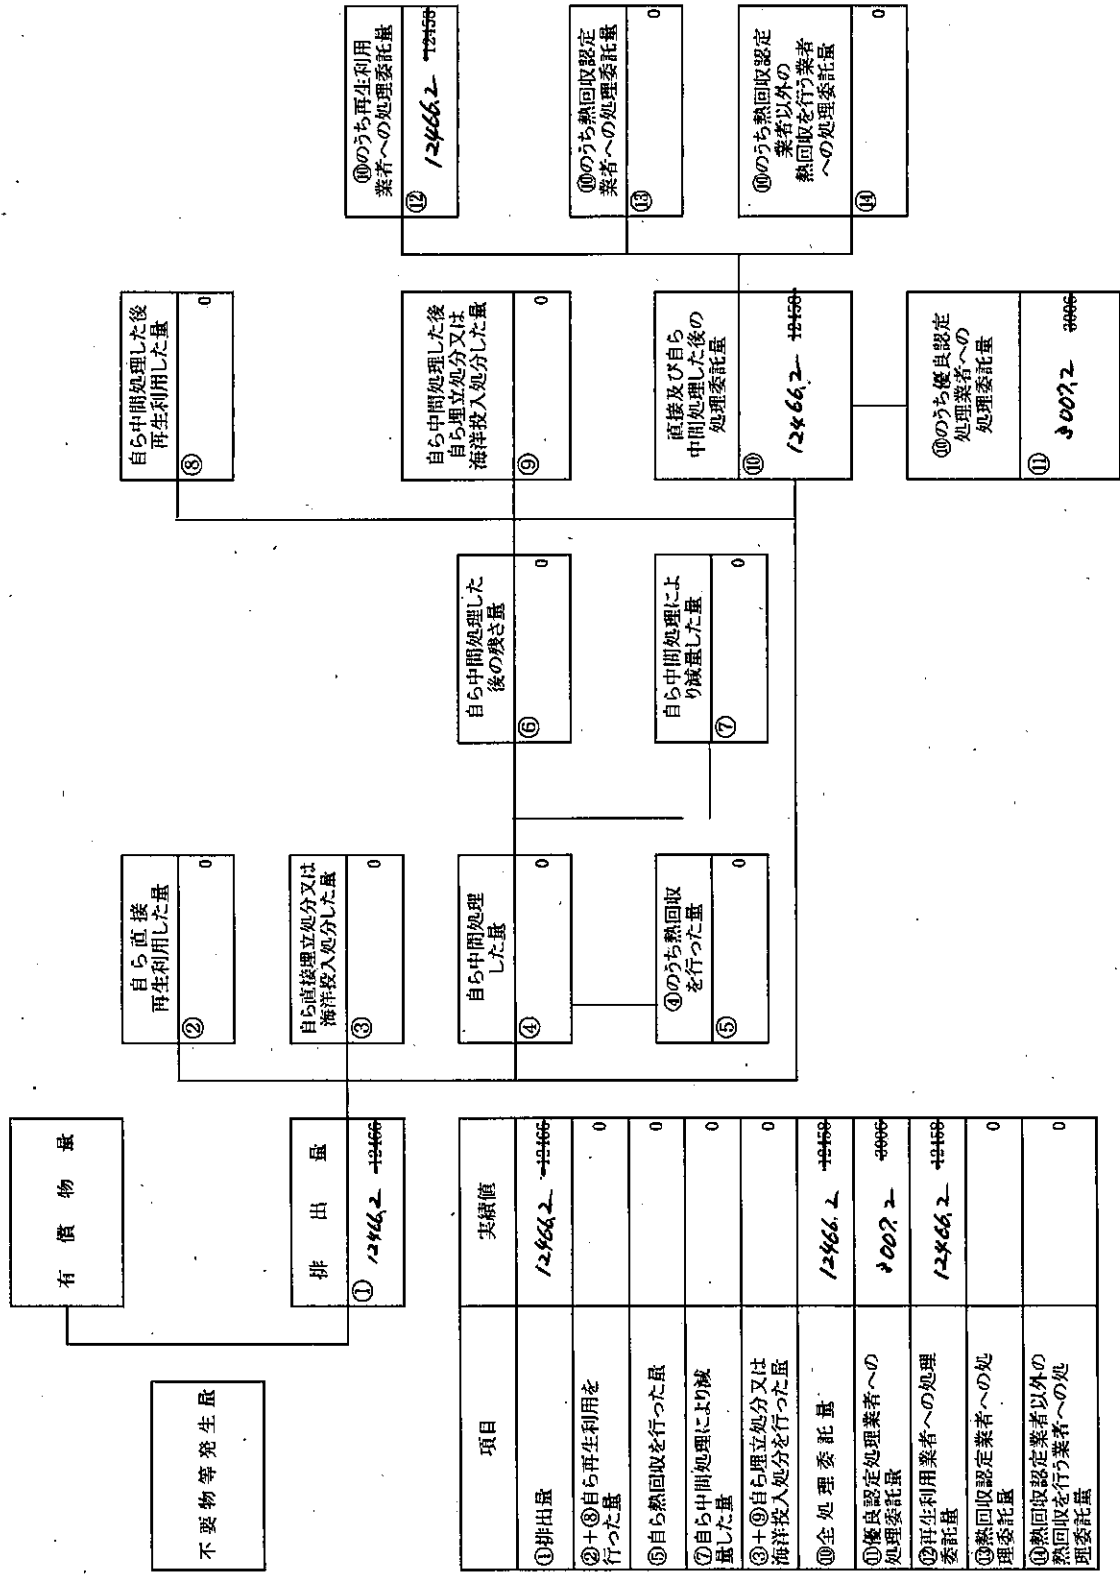 不要物等発生量
有償物量
排出量
① 12466.2 12466
自ら直接
再生利用した量
② 0
自ら直接埋立処分又は
海洋投入処分した量
③ 0
自ら中間処理
した量
④ 0
④のうち熱回収
を行った量
⑤ 0
自ら中間処理した
後の残さ量
⑥ 0
自ら中間処理によ
り減量した量
⑦ 0
自ら中間処理した後
再生利用した量
⑧ 0
自ら中間処理した後
自ら埋立処分又は
海洋投入処分した量
⑨ 0
直接及び自ら
中間処理した後の
処理委託量
⑩ 12466.2 12458
⑩のうち優良認定
処理業者への
処理委託量
⑪ 3007.2 3006
⑩のうち再生利用
業者への処理委託量
⑫ 12466.2 12458
⑩のうち熱回収認定
業者への処理委託量
⑬ 0
⑩のうち熱回収認定
業者以外の
熱回収を行う業者
への処理委託量
⑭ 0
項目 実績値
①排出量 12466.2 12466
②+⑧自ら再生利用を
行った量 0
⑤自ら熱回収を行った量 0
⑦自ら中間処理により減
量した量 0
③+⑨自ら埋立処分又は
海洋投入処分を行った量 0
⑩全処理委託量 12466.2 12458
⑪優良認定処理業者への
処理委託量 3007.2 3006
⑫再生利用業者への処理
委託量 12466.2 12458
⑬熱回収認定業者への処
理委託量 0
⑭熱回収認定業者以外の
熱回収を行う業者への処
理委託量 0